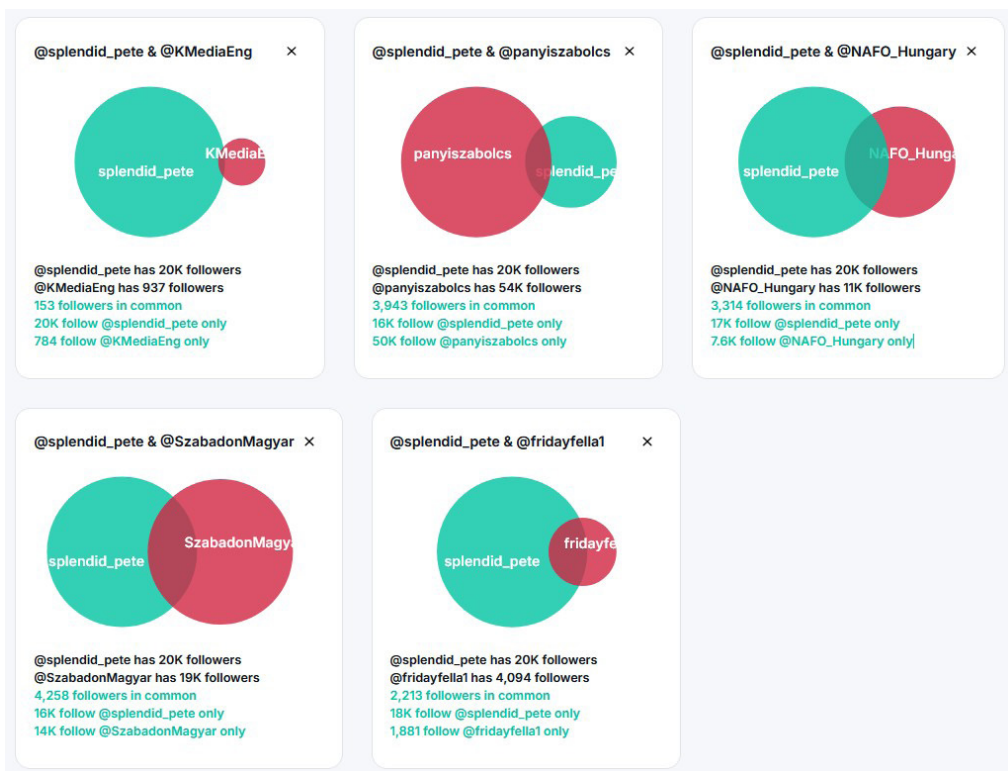 @splendid_pete & @KMediaEng ×
splendid_pete
KMediaE
@splendid_pete has 20K followers
@KMediaEng has 937 followers
153 followers in common
20K follow @splendid_pete only
784 follow @KMediaEng only
@splendid_pete & @panyiszabolcs ×
panyiszabolcs
splendid_pe
@splendid_pete has 20K followers
@panyiszabolcs has 54K followers
3,943 followers in common
16K follow @splendid_pete only
50K follow @panyiszabolcs only
@splendid_pete & @NAFO_Hungary ×
splendid_pete
NAFO_Hunga
@splendid_pete has 20K followers
@NAFO_Hungary has 11K followers
3,314 followers in common
17K follow @splendid_pete only
7.6K follow @NAFO_Hungary only
@splendid_pete & @SzabadonMagyar ×
splendid_pete
SzabadonMagya
@splendid_pete has 20K followers
@SzabadonMagyar has 19K followers
4,258 followers in common
16K follow @splendid_pete only
14K follow @SzabadonMagyar only
@splendid_pete & @fridayfella1 ×
splendid_pete
fridayfe
@splendid_pete has 20K followers
@fridayfella1 has 4,094 followers
2,213 followers in common
18K follow @splendid_pete only
1,881 follow @fridayfella1 only